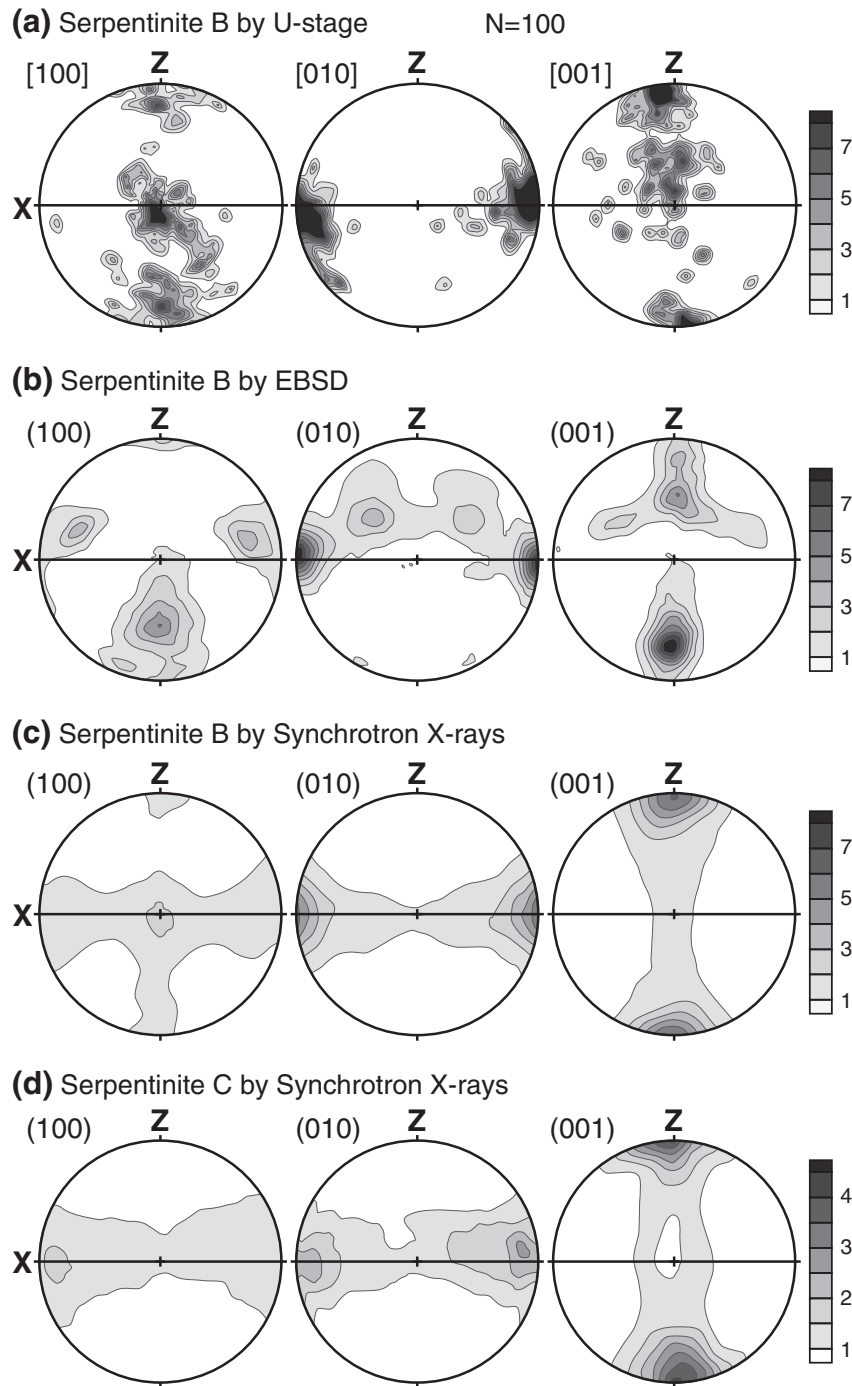 (a) Serpentinite B by U-stage N=100
[100] Z [010] Z [001] Z
X
7
5
3
1
(b) Serpentinite B by EBSD
(100) Z (010) Z (001) Z
X
7
5
3
1
(c) Serpentinite B by Synchrotron X-rays
(100) Z (010) Z (001) Z
X
7
5
3
1
(d) Serpentinite C by Synchrotron X-rays
(100) Z (010) Z (001) Z
X
4
3
2
1